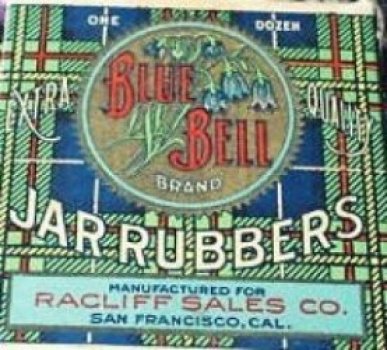 ONE DOZEN
EXTRA QUALITY
BLUE
BELL
BRAND
JAR RUBBERS
MANUFACTURED FOR
RACLIFF SALES CO.
SAN FRANCISCO, CAL.